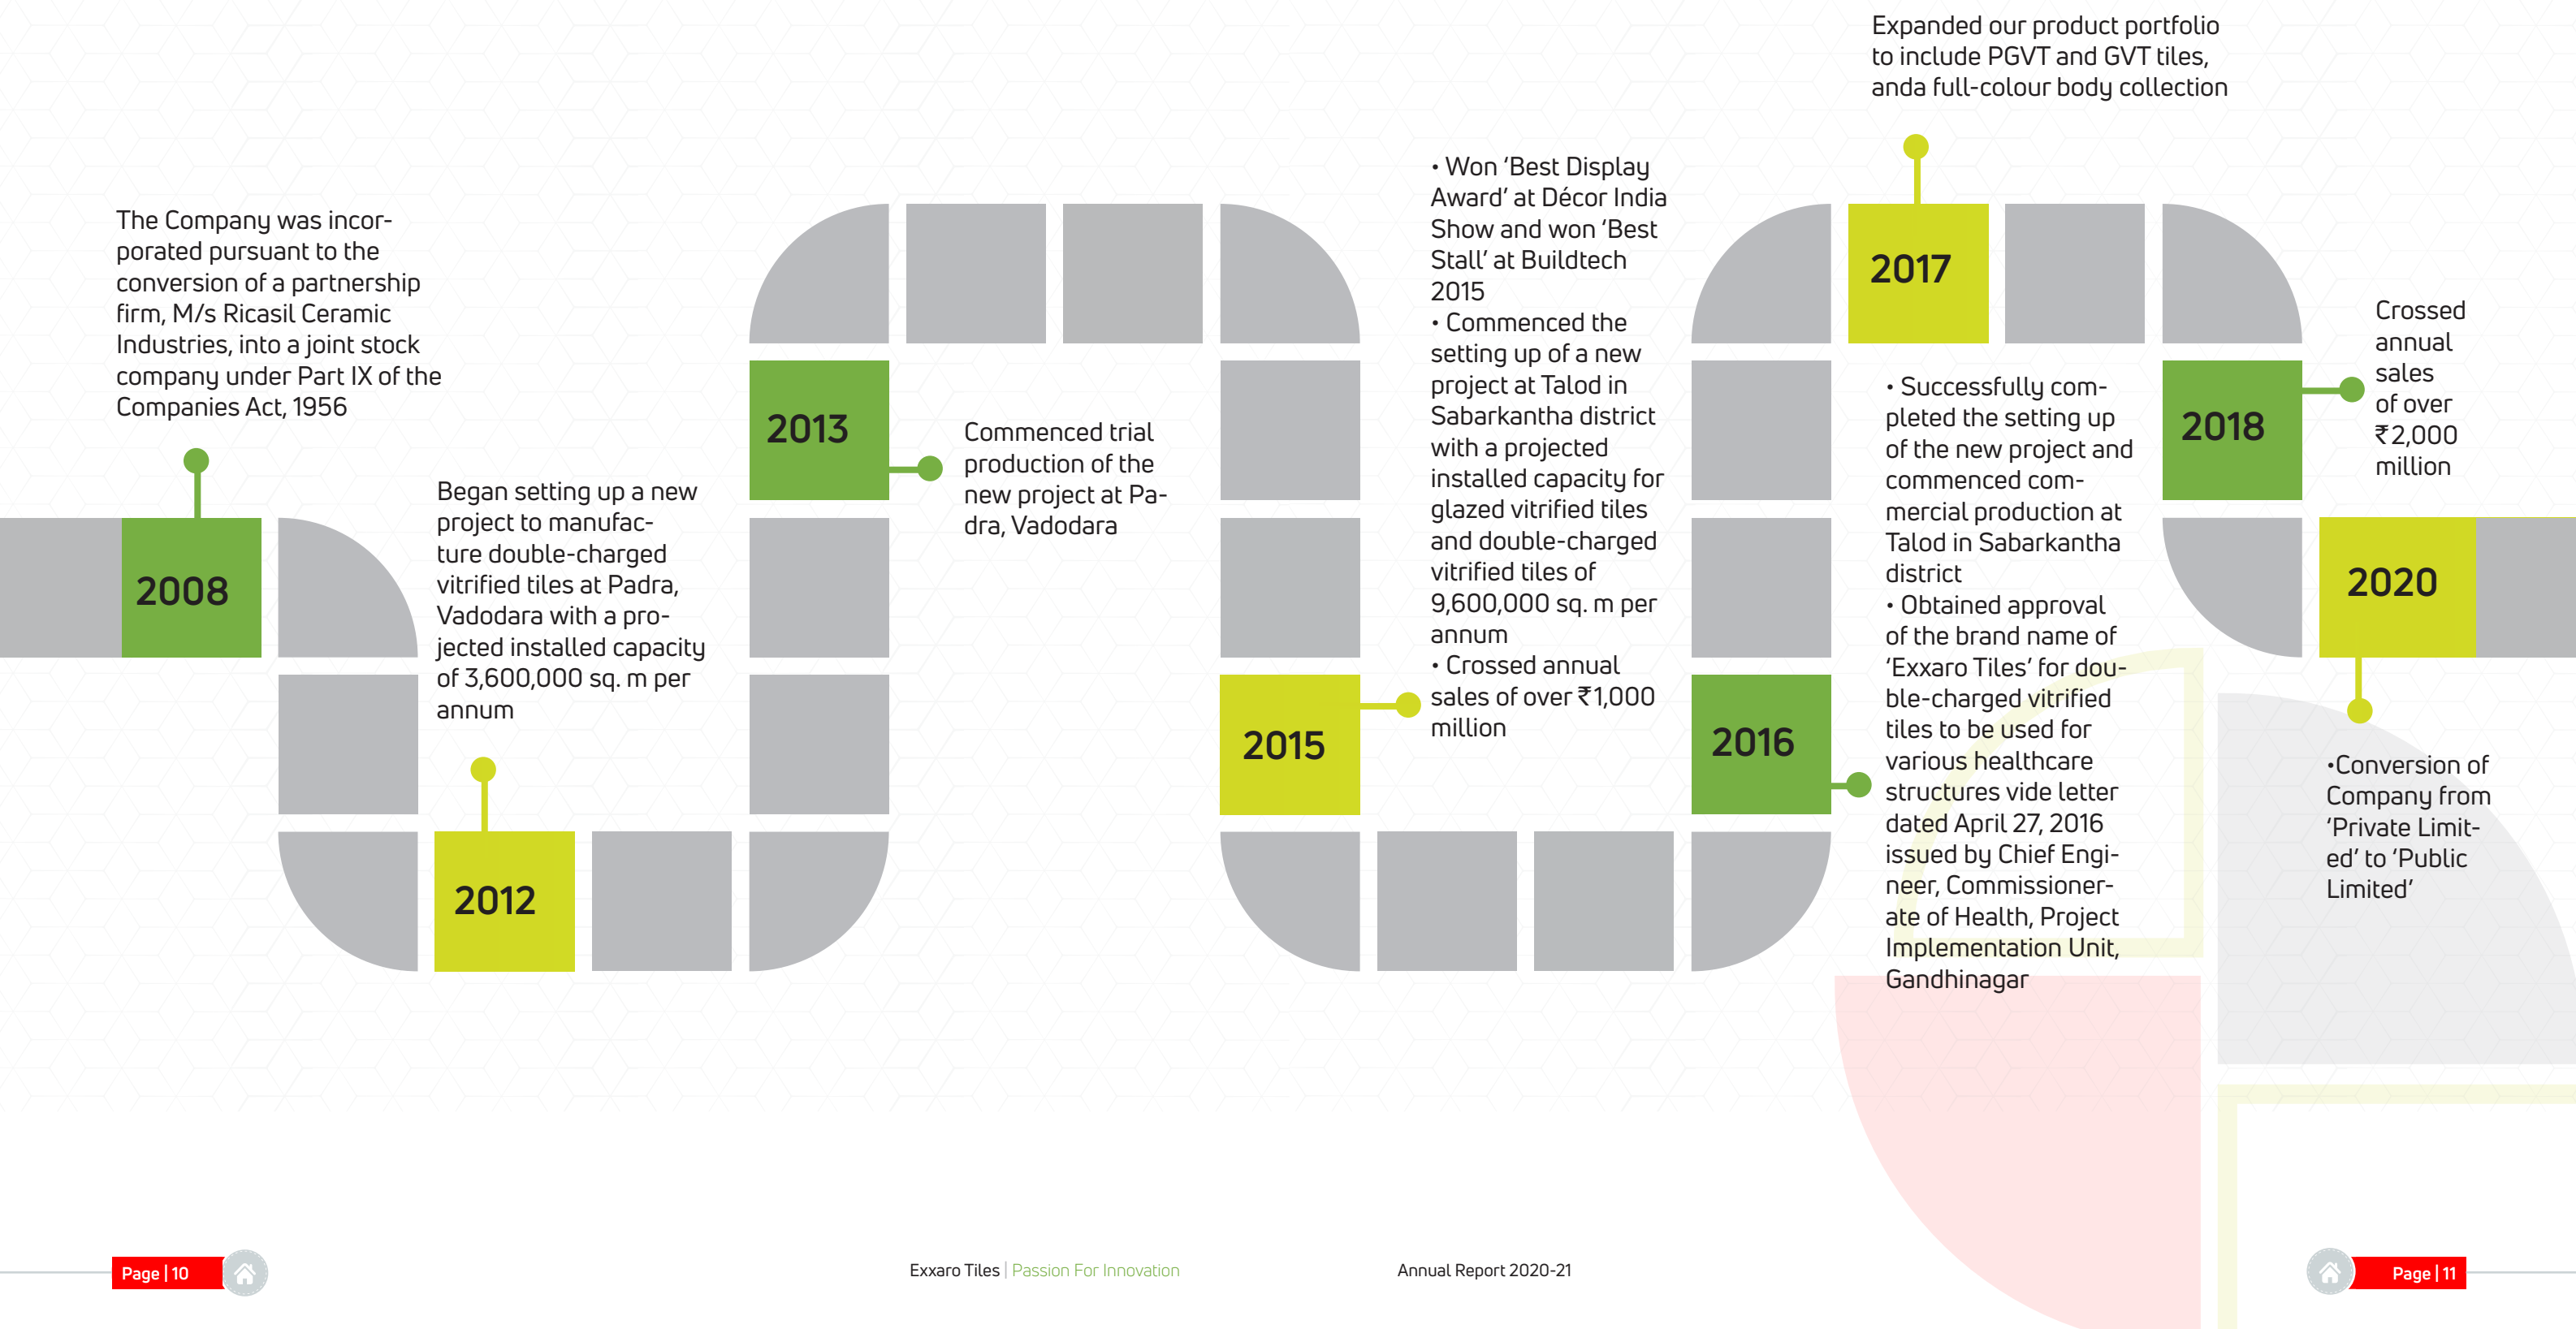 The Company was incor-
porated pursuant to the
conversion of a partnership
firm, M/s Ricasil Ceramic
Industries, into a joint stock
company under Part IX of the
Companies Act, 1956
2008
Began setting up a new
project to manufac-
ture double-charged
vitrified tiles at Padra,
Vadodara with a pro-
jected installed capacity
of 3,600,000 sq. m per
annum
2012
2013
Commenced trial
production of the
new project at Pa-
dra, Vadodara
• Won ‘Best Display
Award’ at Décor India
Show and won ‘Best
Stall’ at Buildtech
2015
• Commenced the
setting up of a new
project at Talod in
Sabarkantha district
with a projected
installed capacity for
glazed vitrified tiles
and double-charged
vitrified tiles of
9,600,000 sq. m per
annum
• Crossed annual
sales of over ₹1,000
million
2015
2016
• Successfully com-
pleted the setting up
of the new project and
commenced com-
mercial production at
Talod in Sabarkantha
district
• Obtained approval
of the brand name of
‘Exxaro Tiles’ for dou-
ble-charged vitrified
tiles to be used for
various healthcare
structures vide letter
dated April 27, 2016
issued by Chief Engi-
neer, Commissioner-
ate of Health, Project
Implementation Unit,
Gandhinagar
Expanded our product portfolio
to include PGVT and GVT tiles,
anda full-colour body collection
2017
2018
Crossed
annual
sales
of over
₹2,000
million
2020
•Conversion of
Company from
‘Private Limit-
ed’ to ‘Public
Limited’
Page | 10
Exxaro Tiles | Passion For Innovation
Annual Report 2020-21
Page | 11